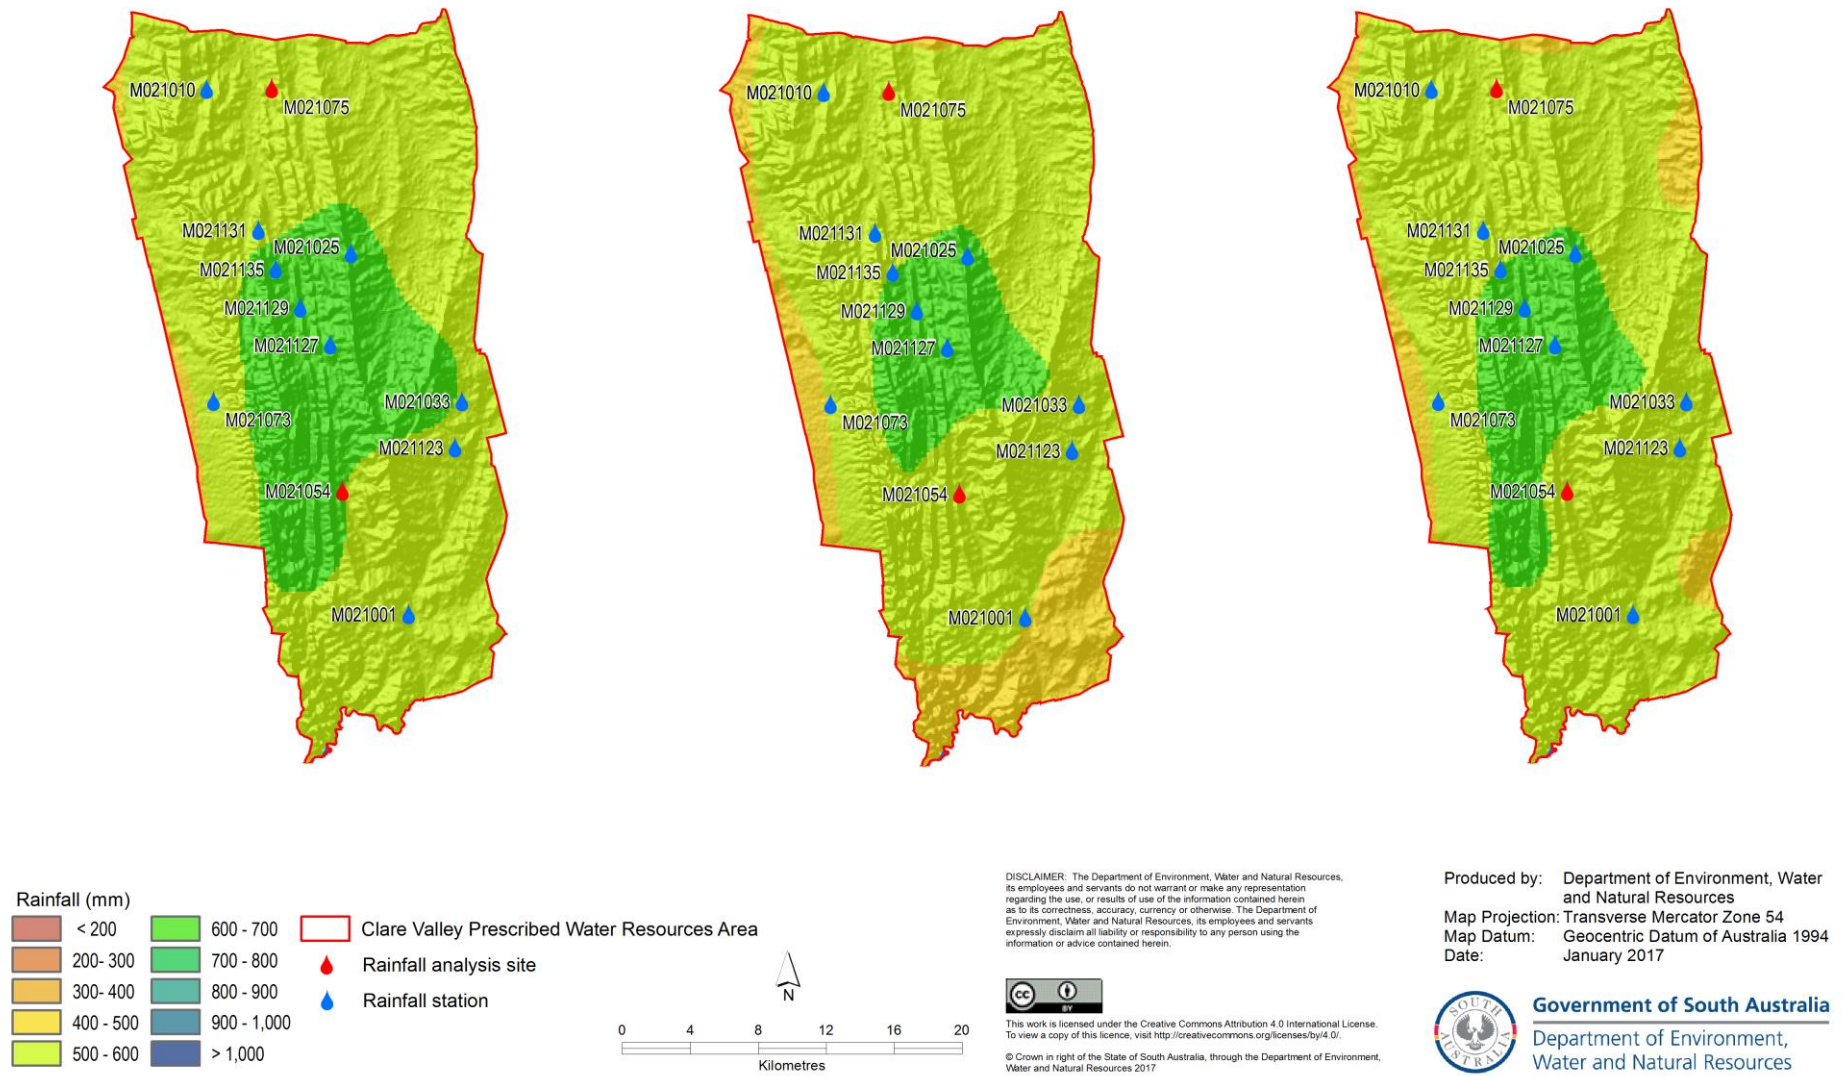 M021010
M021075
M021131
M021025
M021135
M021129
M021127
M021033
M021073
M021123
M021054
M021001
M021010
M021075
M021131
M021025
M021135
M021129
M021127
M021033
M021073
M021123
M021054
M021001
M021010
M021075
M021131
M021025
M021135
M021129
M021127
M021033
M021073
M021123
M021054
M021001
Rainfall (mm)
< 200
200- 300
300- 400
400 - 500
500 - 600
600 - 700
700 - 800
800 - 900
900 - 1,000
> 1,000
Clare Valley Prescribed Water Resources Area
Rainfall analysis site
Rainfall station
N
0 4 8 12 16 20
Kilometres
DISCLAIMER: The Department of Environment, Water and Natural Resources,
its employees and servants do not warrant or make any representation
regarding the use, or results of use of the information contained herein
as to its correctness, accuracy, currency or otherwise. The Department of
Environment, Water and Natural Resources, its employees and servants
expressly disclaim all liability or responsibility to any person using the
information or advice contained herein.
cc
BY
This work is licensed under the Creative Commons Attribution 4.0 International License.
To view a copy of this licence, visit http://creativecommons.org/licenses/by/4.0/.
© Crown in right of the State of South Australia, through the Department of Environment,
Water and Natural Resources 2017
Produced by: Department of Environment, Water
and Natural Resources
Map Projection: Transverse Mercator Zone 54
Map Datum: Geocentric Datum of Australia 1994
Date: January 2017
SOUTH
AUSTRALIA
Government of South Australia
Department of Environment,
Water and Natural Resources